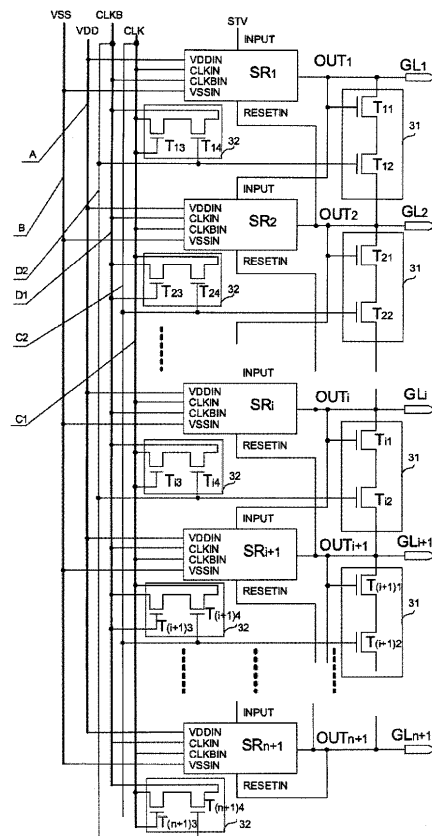 VSS CLKB STV
VDD CLK INPUT
OUT1 GL1
VDDIN
CLKIN
CLKBIN
VSSIN
SR1
RESETIN
T11
31
A
T13 T14 32
T12
B
INPUT
OUT2 GL2
D2
VDDIN
CLKIN
CLKBIN
VSSIN
SR2
D1
RESETIN
T21
31
C2
T23 T24 32
T22
C1
INPUT
OUTi GLi
VDDIN
CLKIN
CLKBIN
VSSIN
SRi
RESETIN
Ti1
31
Ti3 Ti4 32
Ti2
INPUT
OUTi+1 GLi+1
VDDIN
CLKIN
CLKBIN
VSSIN
SRi+1
RESETIN
T(i+1)1
31
T(i+1)4
T(i+1)3 32
T(i+1)2
INPUT
OUTn+1 GLn+1
VDDIN
CLKIN
CLKBIN
VSSIN
SRn+1
RESETIN
T(n+1)4
T(n+1)3 32